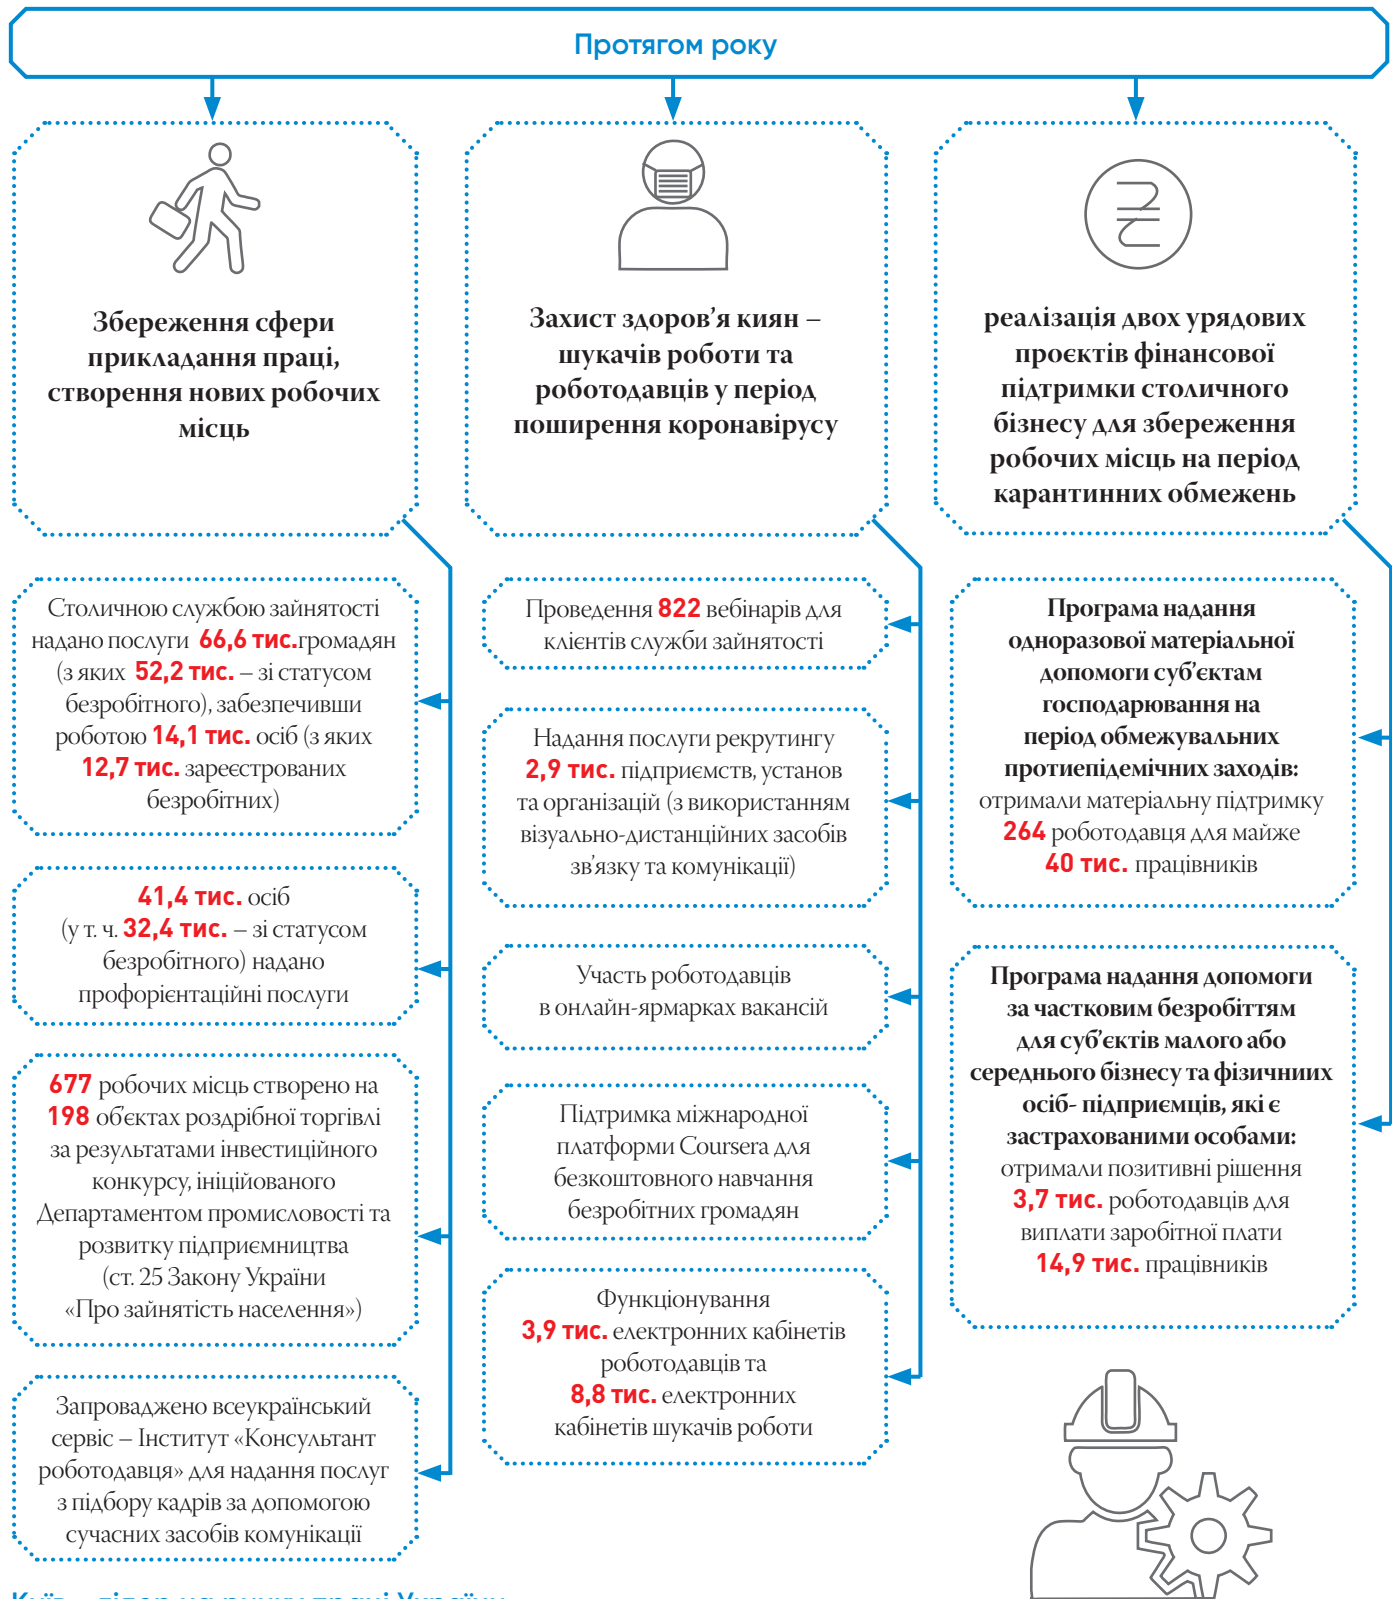 Протягом року
Збереження сфери
прикладання праці,
створення нових робочих
місць
Столичною службою зайнятості
надано послуги 66,6 тис.громадян
(з яких 52,2 тис. – зі статусом
безробітного), забезпечивши
роботою 14,1 тис. осіб (з яких
12,7 тис. зареєстрованих
безробітних)
41,4 тис. осіб
(у т. ч. 32,4 тис. – зі статусом
безробітного) надано
профорієнтаційні послуги
677 робочих місць створено на
198 об'єктах роздрібної торгівлі
за результатами інвестиційного
конкурсу, ініційованого
Департаментом промисловості та
розвитку підприємництва
(ст. 25 Закону України
«Про зайнятість населення»)
Запроваджено всеукраїнський
сервіс – Інститут «Консультант
роботодавця» для надання послуг
з підбору кадрів за допомогою
сучасних засобів комунікації
Захист здоров’я киян –
шукачів роботи та
роботодавців у період
поширення коронавірусу
Проведення 822 вебінарів для
клієнтів служби зайнятості
Надання послуги рекрутингу
2,9 тис. підприємств, установ
та організацій (з використанням
візуально-дистанційних засобів
зв'язку та комунікації)
Участь роботодавців
в онлайн-ярмарках вакансій
Підтримка міжнародної
платформи Coursera для
безкоштовного навчання
безробітних громадян
Функціонування
3,9 тис. електронних кабінетів
роботодавців та
8,8 тис. електронних
кабінетів шукачів роботи
реалізація двух урядових
проєктів фінансової
підтримки столичного
бізнесу для збереження
робочих місць на період
карантинних обмежень
Програма надання
одноразової матеріальної
допомоги суб’єктам
господарювання на
період обмежувальних
протиепідемічних заходів:
отримали матеріальну підтримку
264 роботодавця для майже
40 тис. працівників
Програма надання допомоги
за частковим безробіттям
для суб’єктів малого або
середнього бізнесу та фізичниих
осіб- підприємців, які є
застрахованими особами:
отримали позитивні рішення
3,7 тис. роботодавців для
виплати заробітної плати
14,9 тис. працівників
Київ – лідер на ринку праці України